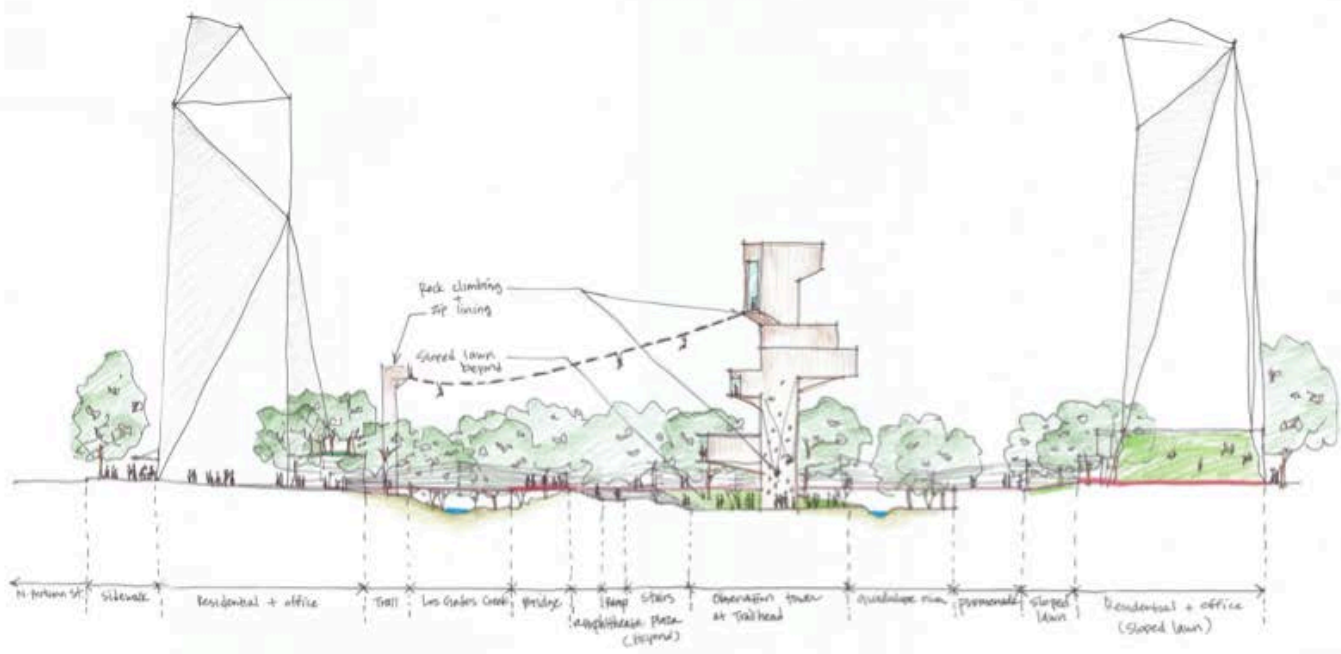 Rock climbing
+
Zip lining
Sloped lawn
beyond
N. Autumn St.
Sidewalk
Residential + office
Trail
Los Gatos Creek
Bridge
Ramp
Stairs
Amphitheater Plaza
(beyond)
Observation tower
at Trailhead
Guadalupe river
promenade
sloped
lawn
Residential + office
(sloped lawn)